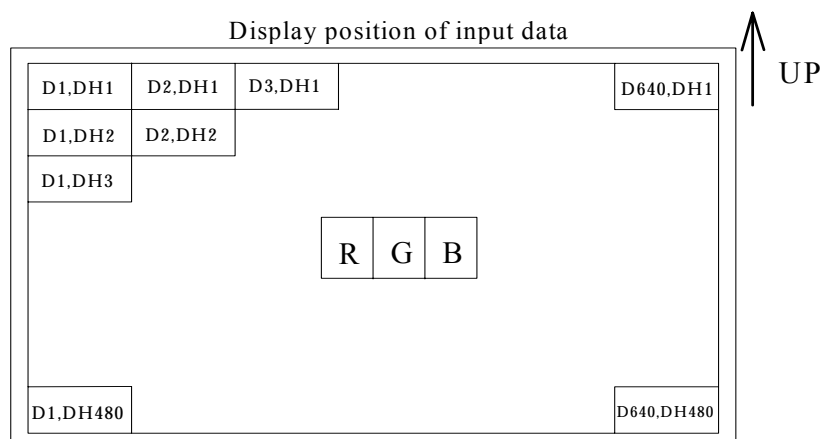 Display position of input data
UP
D1,DH1 D2,DH1 D3,DH1 D640,DH1
D1,DH2 D2,DH2
D1,DH3
R G B
D1,DH480 D640,DH480